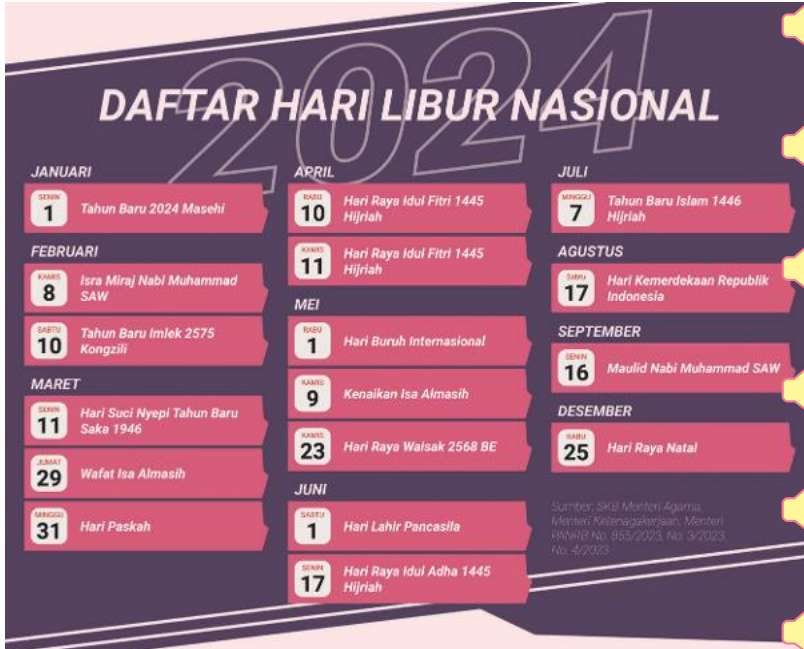 2024
DAFTAR HARI LIBUR NASIONAL
JANUARI
SENIN
1
Tahun Baru 2024 Masehi
FEBRUARI
KAMIS
8
Isra Miraj Nabi Muhammad
SAW
SABTU
10
Tahun Baru Imlek 2575
Kongzili
MARET
SENIN
11
Hari Suci Nyepi Tahun Baru
Saka 1946
JUMAT
29
Wafat Isa Almasih
MINGGU
31
Hari Paskah
APRIL
RABU
10
Hari Raya Idul Fitri 1445
Hijriah
KAMIS
11
Hari Raya Idul Fitri 1445
Hijriah
MEI
RABU
1
Hari Buruh Internasional
KAMIS
9
Kenaikan Isa Almasih
KAMIS
23
Hari Raya Waisak 2568 BE
JUNI
SABTU
1
Hari Lahir Pancasila
SENIN
17
Hari Raya Idul Adha 1445
Hijriah
JULI
MINGGU
7
Tahun Baru Islam 1446
Hijriah
AGUSTUS
Sabtu
17
Hari Kemerdekaan Republik
Indonesia
SEPTEMBER
SENIN
16
Maulid Nabi Muhammad SAW
DESEMBER
RABU
25
Hari Raya Natal
Sumber: SKB Menteri Agama,
Menteri Ketenagakerjaan, Menteri
PANRB No. 855/2023, No. 3/2023,
No. 4/2023